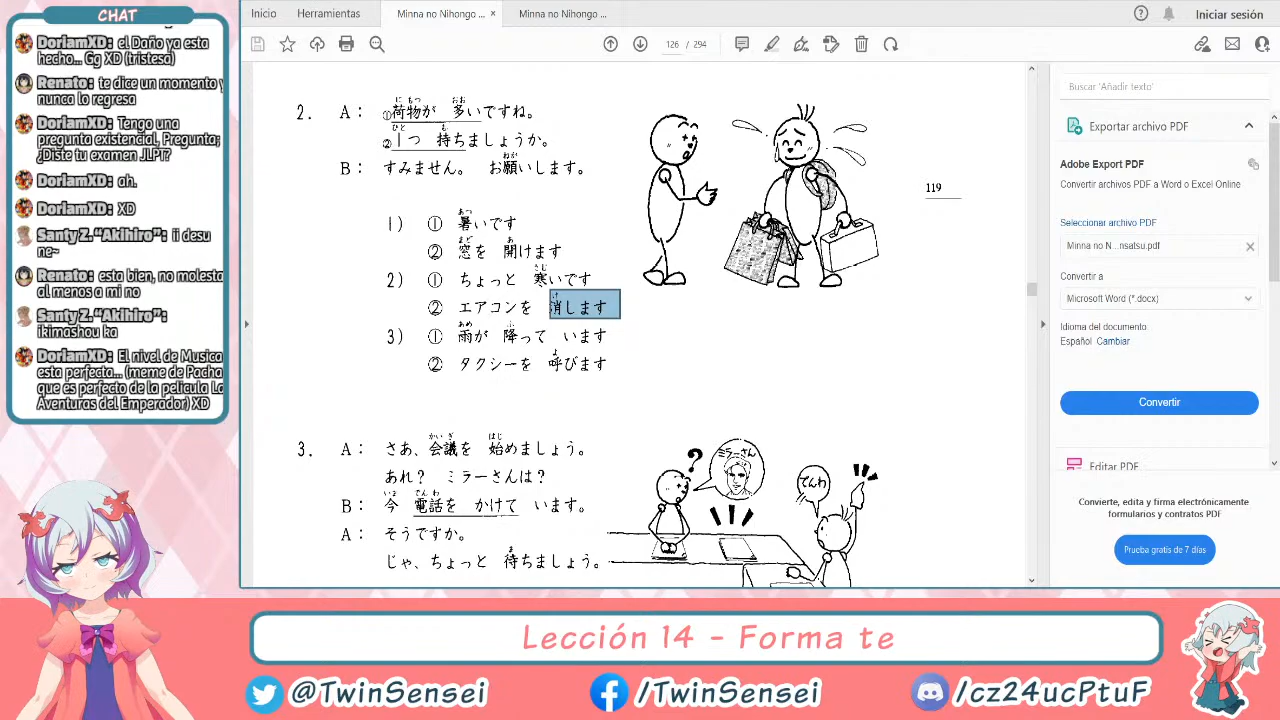 CHAT
DorIamXD: el Daño ya esta
hecho... Gg XD (tristesa)
Renato: te dice un momento y
nunca lo regresa
DorIamXD: Tengo una
pregunta existencial, Pregunta;
¿Diste tu examen JLPT?
DorIamXD: ah.
DorIamXD: XD
Santy Z."Akihiro": ii desu
ne~
Renato: esta bien, no molesta
al menos a mi no
Santy Z."Akihiro":
ikimashou ka
DorIamXD: El nivel de Musica
esta perfecto... (meme de Pacha
que es perfecto de la pelicula La
Aventuras del Emperador) XD
Inicio Herramientas Minna no Nihongo ... × Minna no Nihongo ... Iniciar sesión
126 / 294
2. A: ①荷物が 多いですね。
②1つ 持ちましょうか。
B: すみません。 お願いします。
1) ① 暑いです
② 窓を 開けます
2) ① ちょっと 寒いです
② エアコンを 消します
3) ① 雨が 降って います
② タクシーを 呼びます
119
3. A: さあ、会議を 始めましょう。
あれ? ミラーさんは?
B: 今 電話を かけて います。
A: そうですか。
じゃ、ちょっと 待ちましょう。
?
ミラーさん
でんわ
Buscar 'Añadir texto'
Exportar archivo PDF
Adobe Export PDF
Convertir archivos PDF a Word o Excel Online
Seleccionar archivo PDF
Minna no N...nsatsu.pdf
Convertir a
Microsoft Word (*.docx)
Idioma del documento
Español Cambiar
Convertir
Editar PDF
Convierte, edita y firma electrónicamente
formularios y contratos PDF
Prueba gratis de 7 días
Lección 14 - Forma te
@TwinSensei /TwinSensei /cz24ucPtuF